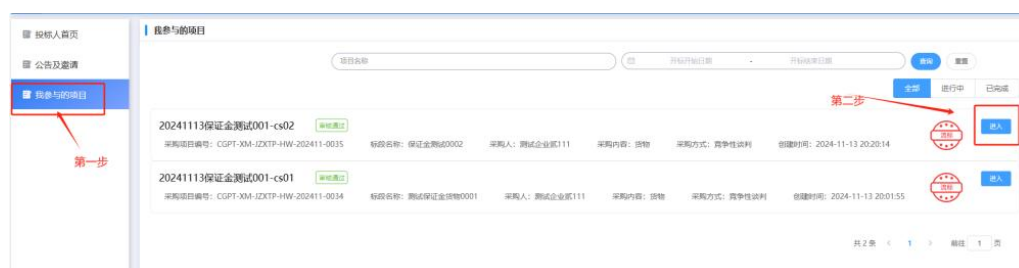 投标人首页
我参与的项目
公告及邀请
项目名称
开标开始日期 - 开标结束日期
查询 重置
我参与的项目
全部 进行中 已完成
第二步
第一步
20241113保证金测试001-cs02 审核通过
采购项目编号:CGPT-XM-JZXTP-HW-202411-0035 标段名称:保证金测试0002 采购人:测试企业贰111 采购内容:货物 采购方式:竞争性谈判 创建时间:2024-11-13 20:20:14
流标
进入
20241113保证金测试001-cs01 审核通过
采购项目编号:CGPT-XM-JZXTP-HW-202411-0034 标段名称:测试保证金货物0001 采购人:测试企业贰111 采购内容:货物 采购方式:竞争性谈判 创建时间:2024-11-13 20:01:55
流标
进入
共 2 条 < 1 > 前往 1 页